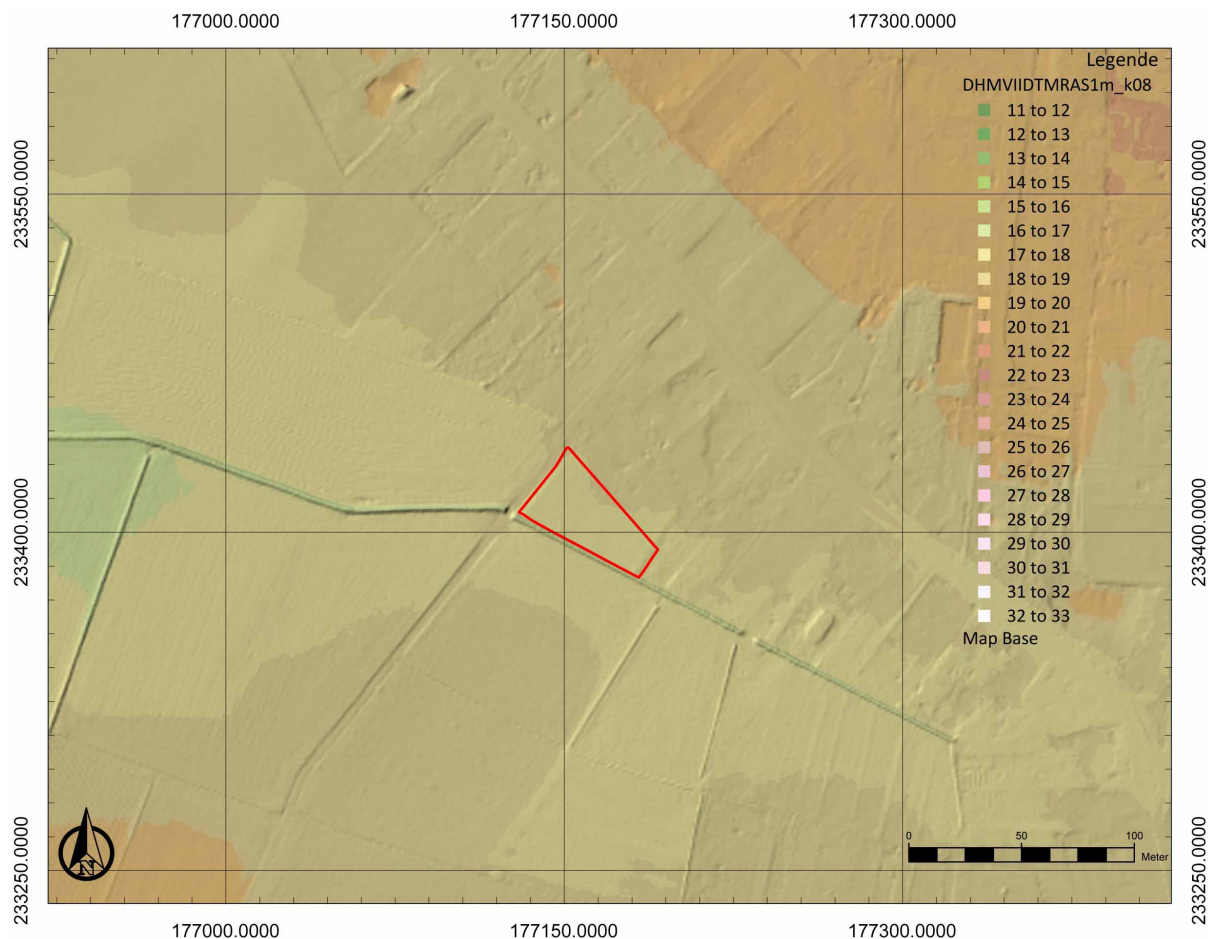 177000.0000 177150.0000 177300.0000
Legende
DHMVIIDTMRAS1m_k08
11 to 12
12 to 13
13 to 14
14 to 15
15 to 16
16 to 17
17 to 18
18 to 19
19 to 20
20 to 21
21 to 22
22 to 23
23 to 24
24 to 25
25 to 26
26 to 27
27 to 28
28 to 29
29 to 30
30 to 31
31 to 32
32 to 33
Map Base
233550.0000 233550.0000
233400.0000 233400.0000
233250.0000 233250.0000
N
0 50 100
Meter
177000.0000 177150.0000 177300.0000